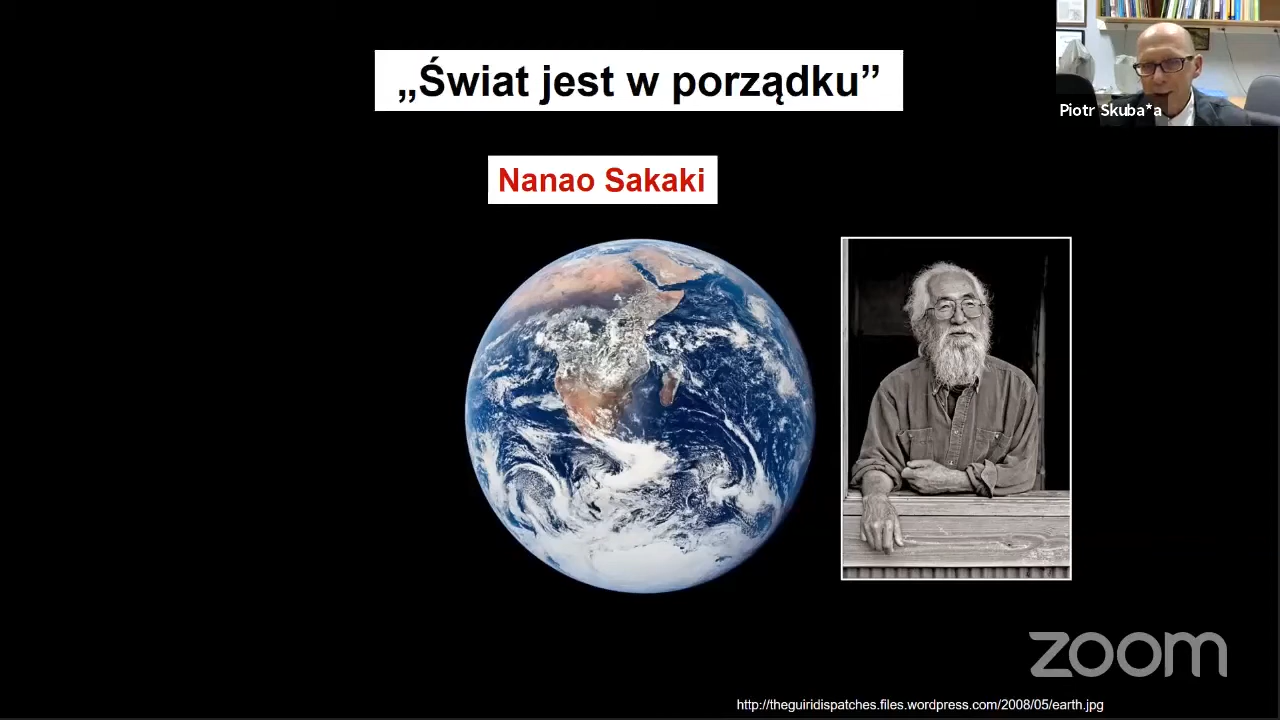 „Świat jest w porządku”
Piotr Skuba*a
Nanao Sakaki
zoom
http://theguiridispatches.files.wordpress.com/2008/05/earth.jpg